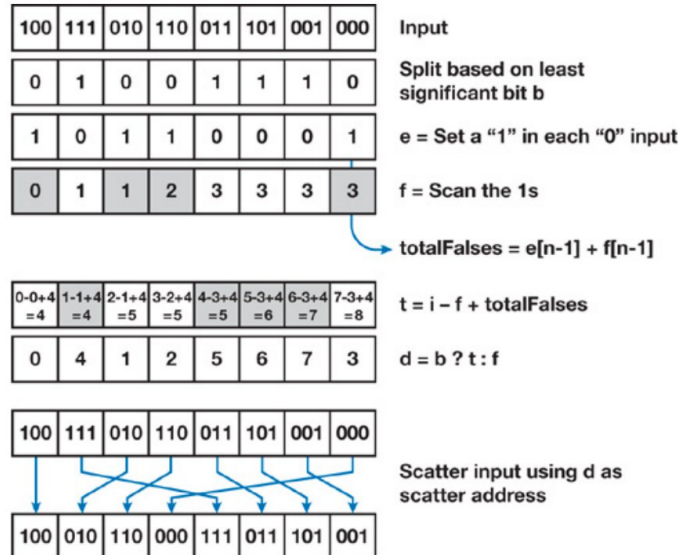 100 111 010 110 011 101 001 000 Input
0 1 0 0 1 1 1 0 Split based on least
significant bit b
1 0 1 1 0 0 0 1 e = Set a “1” in each “0” input
0 1 1 2 3 3 3 3 f = Scan the 1s
totalFalses = e[n-1] + f[n-1]
0-0+4 1-1+4 2-1+4 3-2+4 4-3+4 5-3+4 6-3+4 7-3+4 t = i – f + totalFalses
=4 =4 =5 =5 =5 =6 =7 =8
0 4 1 2 5 6 7 3 d = b ? t : f
100 111 010 110 011 101 001 000
Scatter input using d as
scatter address
100 010 110 000 111 011 101 001